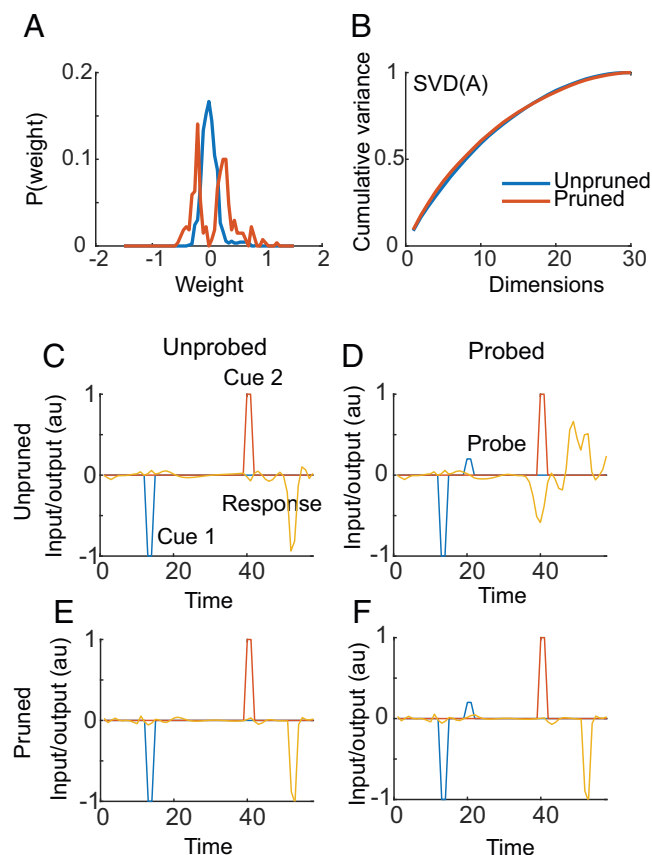 A
B
P(weight)
0.2
0.1
0
-2
-1
0
1
2
Weight
Cumulative variance
1
0.5
0
SVD(A)
Unpruned
Pruned
10
20
30
Dimensions
Unprobed
Probed
C
D
Unpruned
Input/output (au)
1
0
-1
Cue 2
Response
Cue 1
0
20
40
Time
Input/output (au)
1
0
-1
Probe
0
20
40
Time
E
F
Pruned
Input/output (au)
1
0
-1
0
20
40
Time
Input/output (au)
1
0
-1
0
20
40
Time